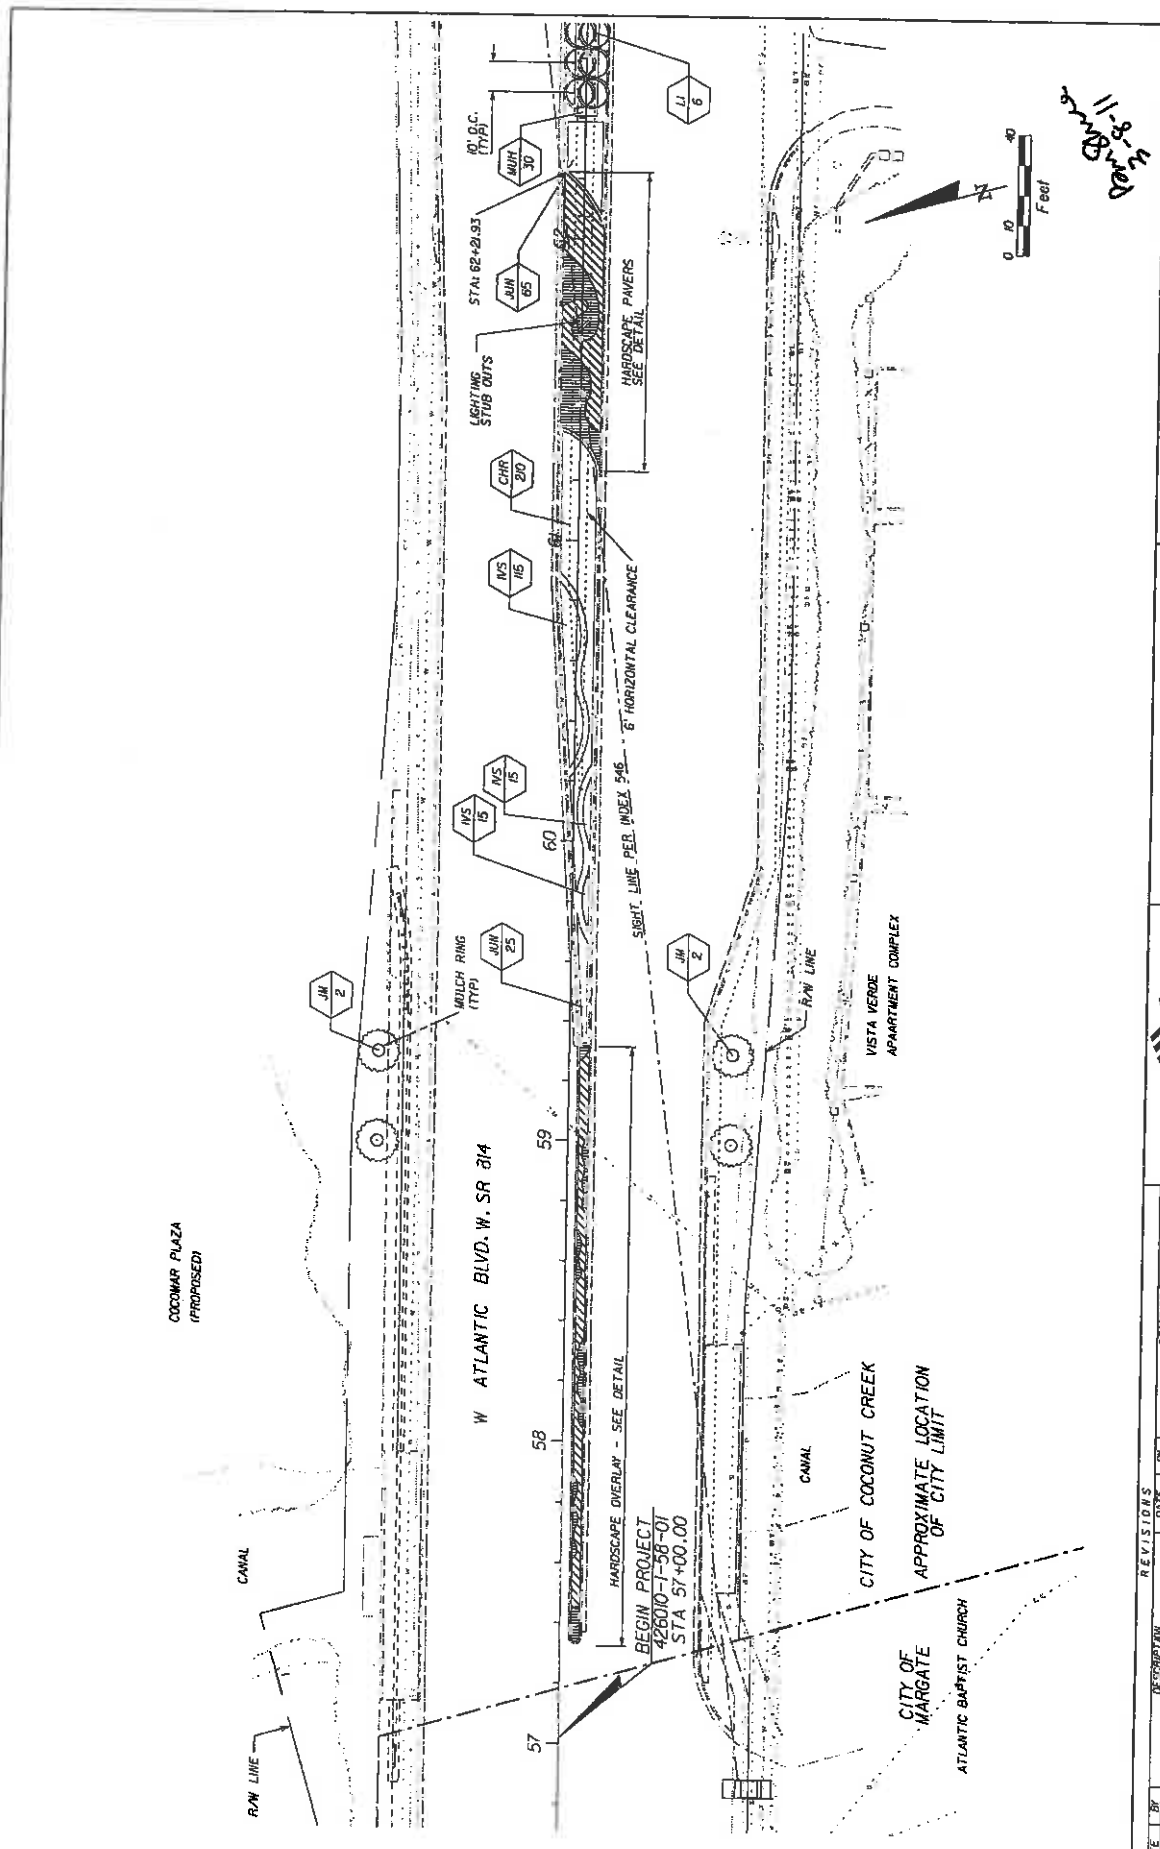 10' O.C.
(TYP)
MUH
30
LI
6
STA: 62+21.93
JUN
65
LIGHTING
STUB OUTS
62
HARDSCAPE PAVERS
SEE DETAIL
N
0
10
40
Feet
4-8-11
CHR
210
61
IVS
115
6' HORIZONTAL CLEARANCE
IVS
15
IVS
15
60
SIGHT LINE PER INDEX 546
JUN
25
JM
2
MULCH RING
(TYP)
JM
2
R/W LINE
VISTA VERDE
APAARTMENT COMPLEX
59
W ATLANTIC BLVD. W. SR 814
COCOMAR PLAZA
(PROPOSED)
HARDSCAPE OVERLAY - SEE DETAIL
58
CANAL
CANAL
CITY OF COCONUT CREEK
APPROXIMATE LOCATION
OF CITY LIMIT
BEGIN PROJECT
426010-1-58-01
STA 57+00.00
57
R/W LINE
CITY OF
MARGATE
ATLANTIC BAPTIST CHURCH
REVISIONS
BY
DESCRIPTION
DATE